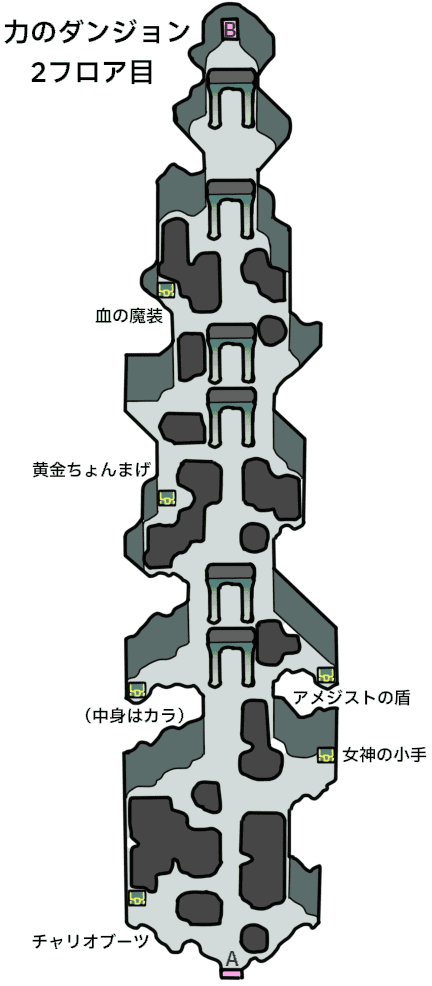 力のダンジョン
2フロア目
B
血の魔装
黄金ちょんまげ
アメジストの盾
(中身はカラ)
女神の小手
チャリオブーツ
A